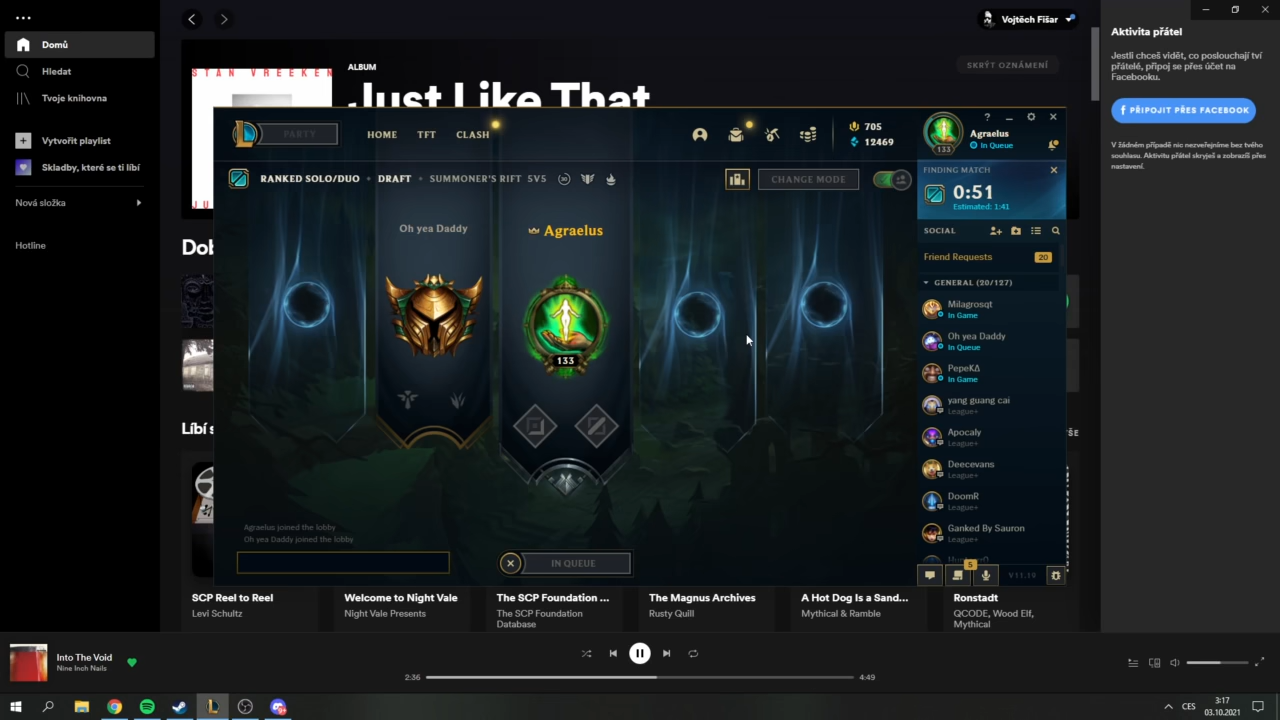 Domů
Hledat
Tvoje knihovna
Vytvořit playlist
Skladby, které se ti líbí
Nová složka
Hotline
STAN VREEKEN
ALBUM
Just Like That
SKRÝT OZNÁMENÍ
Vojtěch Fišar
Aktivita přátel
Jestli chceš vidět, co poslouchají tví
přátelé, připoj se přes účet na
Facebooku.
PŘIPOJIT PŘES FACEBOOK
V žádném případě nic nezveřejníme bez tvého
souhlasu. Aktivitu přátel skryješ a zobrazíš přes
nastavení.
PARTY
HOME
TFT
CLASH
705
12469
Agraelus
In Queue
133
RANKED SOLO/DUO • DRAFT • SUMMONER'S RIFT 5V5
30
CHANGE MODE
FINDING MATCH
0:51
Estimated: 1:41
SOCIAL
Friend Requests
20
GENERAL (20/127)
Milagrosqt
In Game
Oh yea Daddy
In Queue
PepeKΔ
In Game
yang guang cai
League+
Apocaly
League+
Deecevans
League+
DoomR
League+
Ganked By Sauron
League+
5
V11.19
Oh yea Daddy
Agraelus
133
Agraelus joined the lobby
Oh yea Daddy joined the lobby
IN QUEUE
Dob
Líbí s
ŠE
SCP Reel to Reel
Levi Schultz
Welcome to Night Vale
Night Vale Presents
The SCP Foundation ...
The SCP Foundation
Database
The Magnus Archives
Rusty Quill
A Hot Dog Is a Sand...
Mythical & Ramble
Ronstadt
QCODE, Wood Elf,
Mythical
Into The Void
Nine Inch Nails
2:36
4:49
CES
3:17
03.10.2021